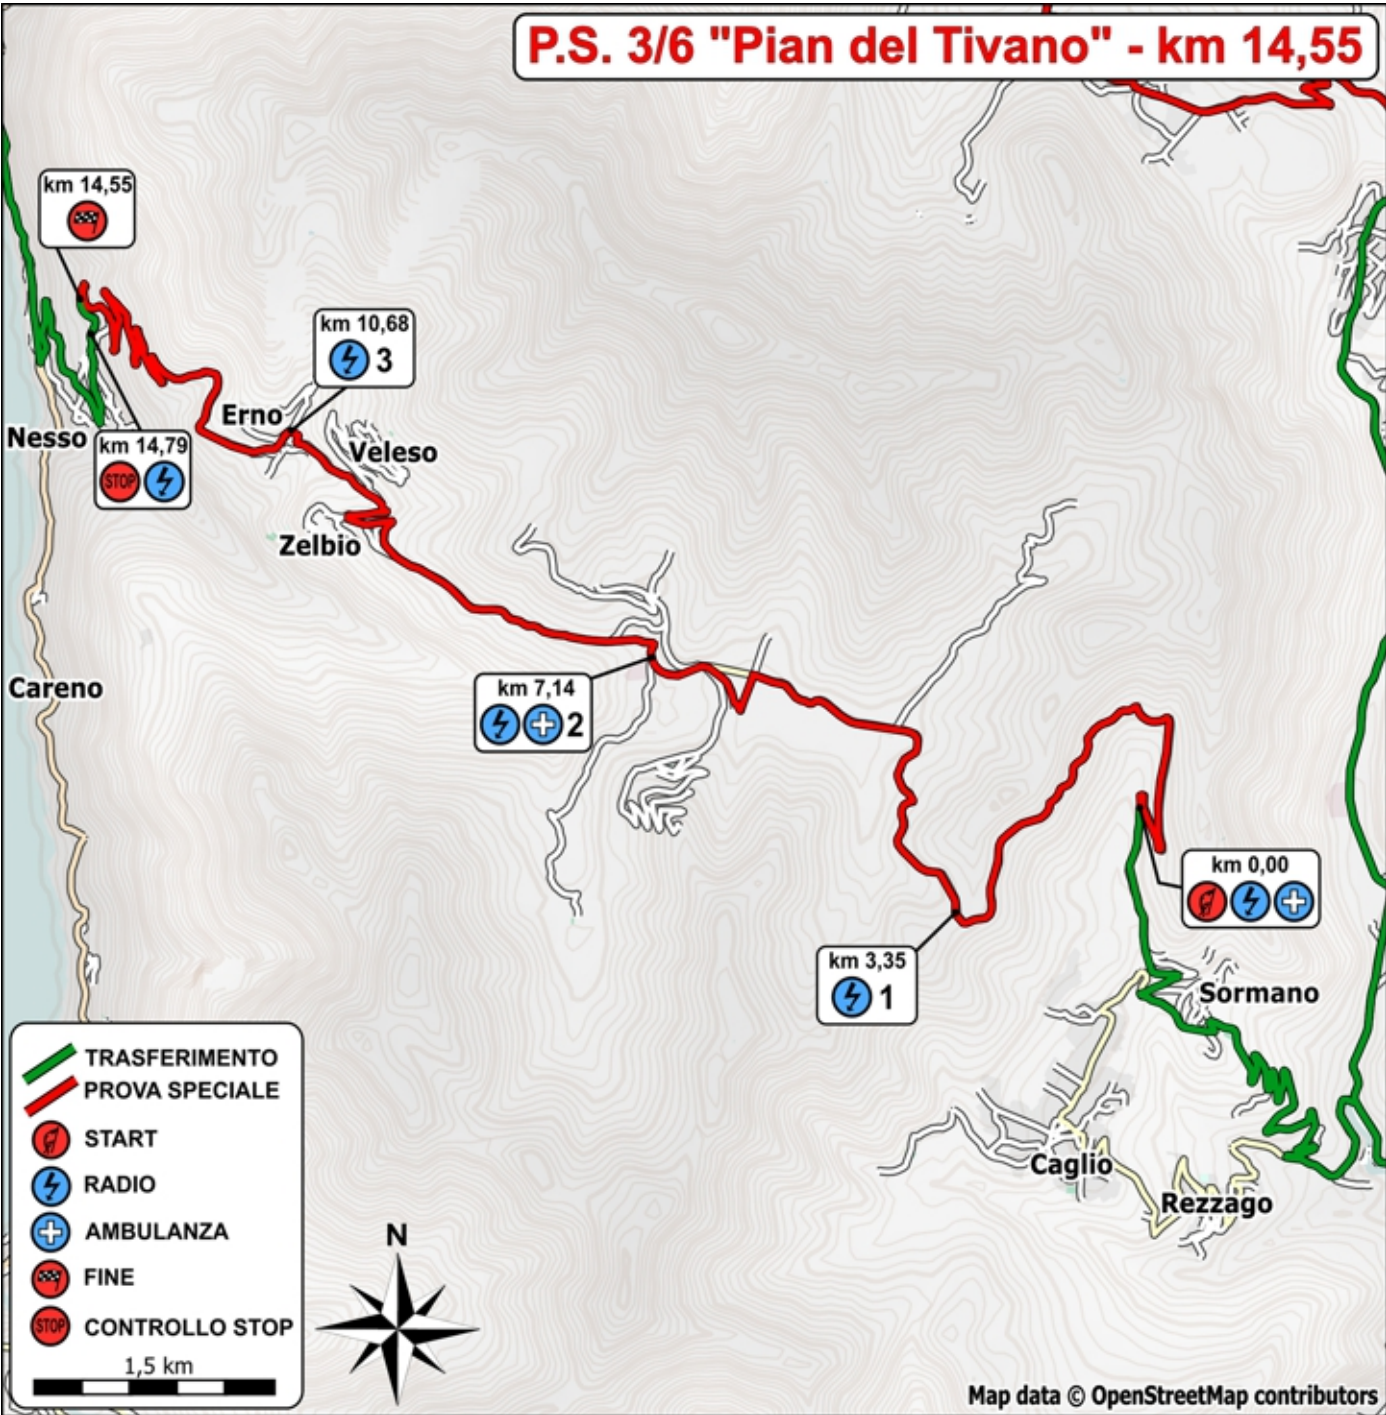 P.S. 3/6 "Pian del Tivano" - km 14,55
km 14,55
km 10,68
3
Erno
Nesso
Veleso
km 14,79
STOP
Zelbio
Careno
km 7,14
2
km 0,00
km 3,35
1
Sormano
Caglio
Rezzago
TRASFERIMENTO
PROVA SPECIALE
START
RADIO
AMBULANZA
FINE
STOP CONTROLLO STOP
1,5 km
N
Map data © OpenStreetMap contributors